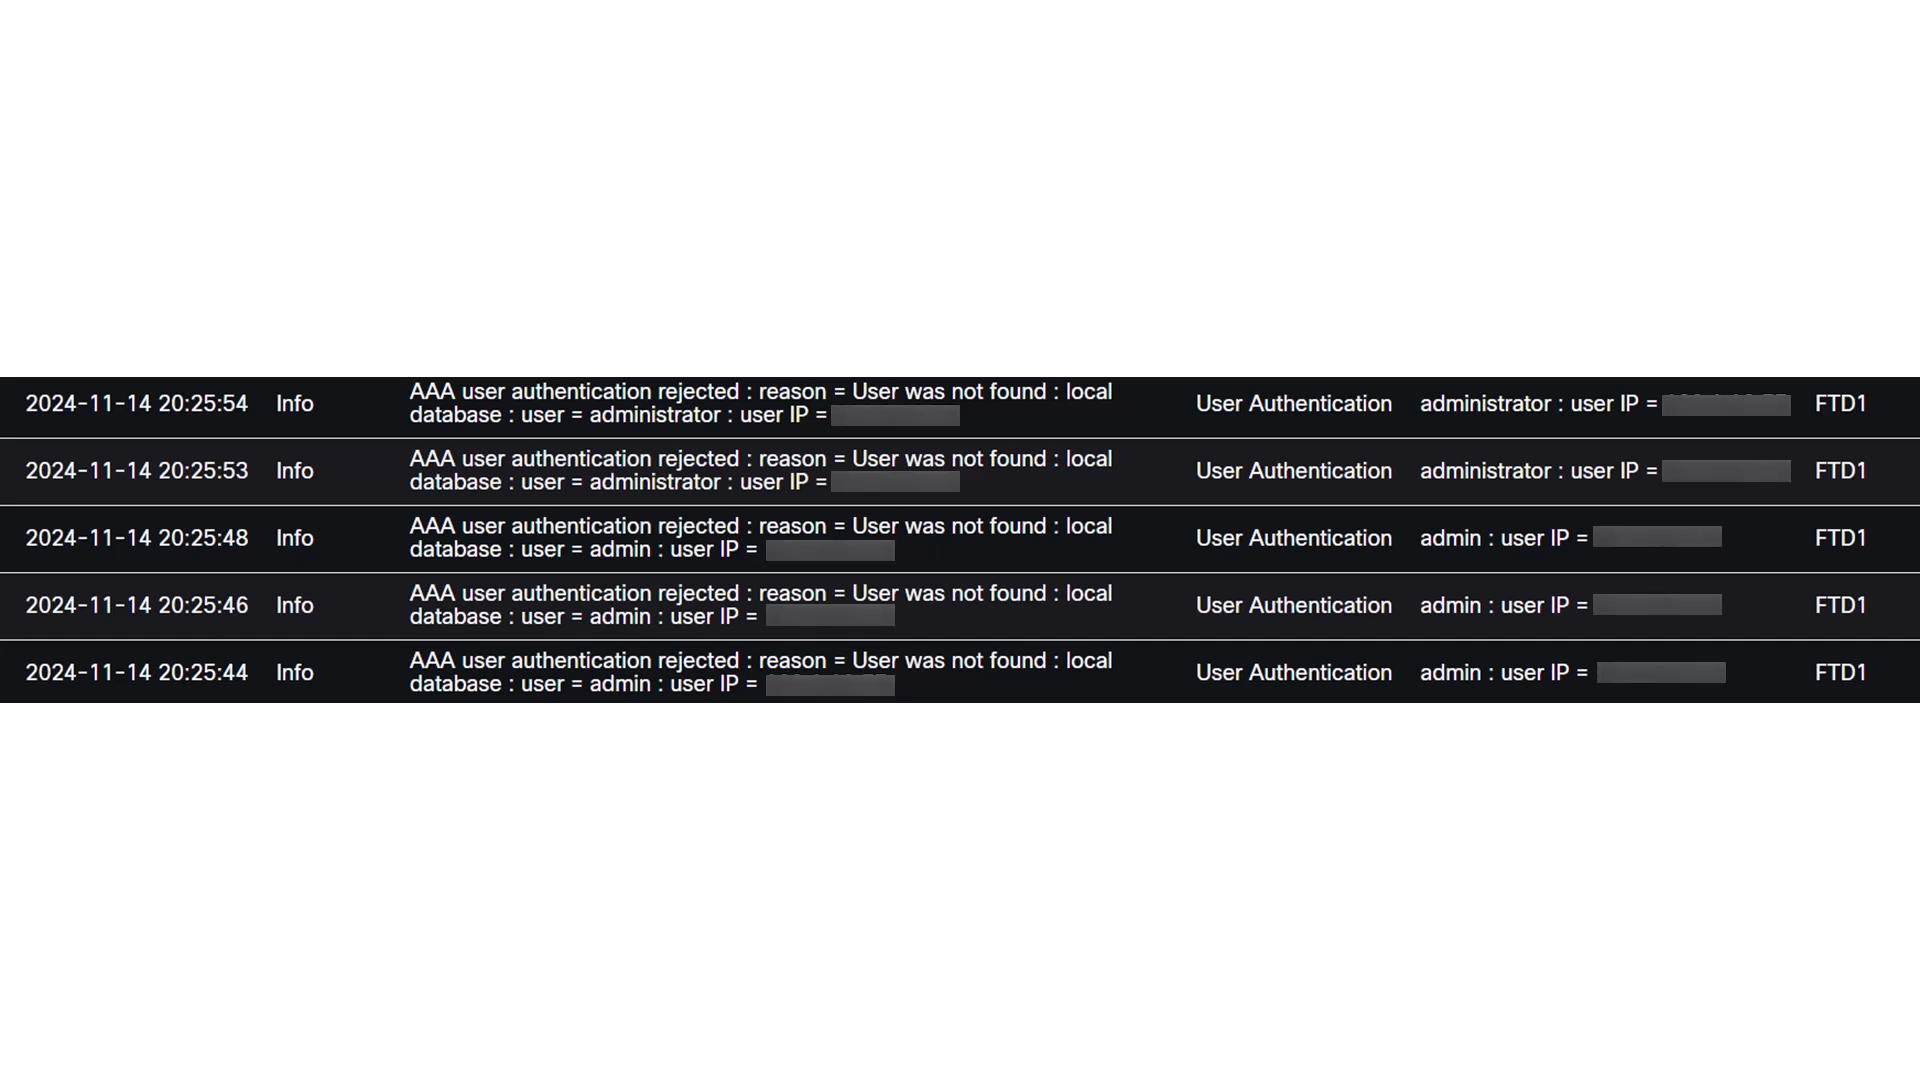 2024-11-14 20:25:54 Info AAA user authentication rejected : reason = User was not found : local
database : user = administrator : user IP = User Authentication administrator : user IP = FTD1
2024-11-14 20:25:53 Info AAA user authentication rejected : reason = User was not found : local
database : user = administrator : user IP = User Authentication administrator : user IP = FTD1
2024-11-14 20:25:48 Info AAA user authentication rejected : reason = User was not found : local
database : user = admin : user IP = User Authentication admin : user IP = FTD1
2024-11-14 20:25:46 Info AAA user authentication rejected : reason = User was not found : local
database : user = admin : user IP = User Authentication admin : user IP = FTD1
2024-11-14 20:25:44 Info AAA user authentication rejected : reason = User was not found : local
database : user = admin : user IP = User Authentication admin : user IP = FTD1